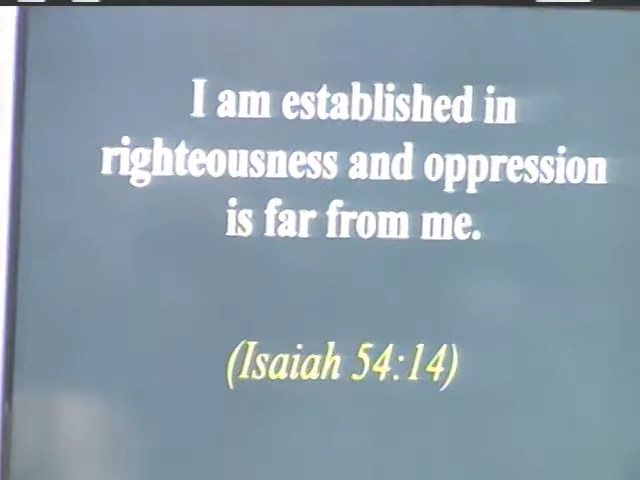 I am established in
righteousness and oppression
is far from me.
(Isaiah 54:14)